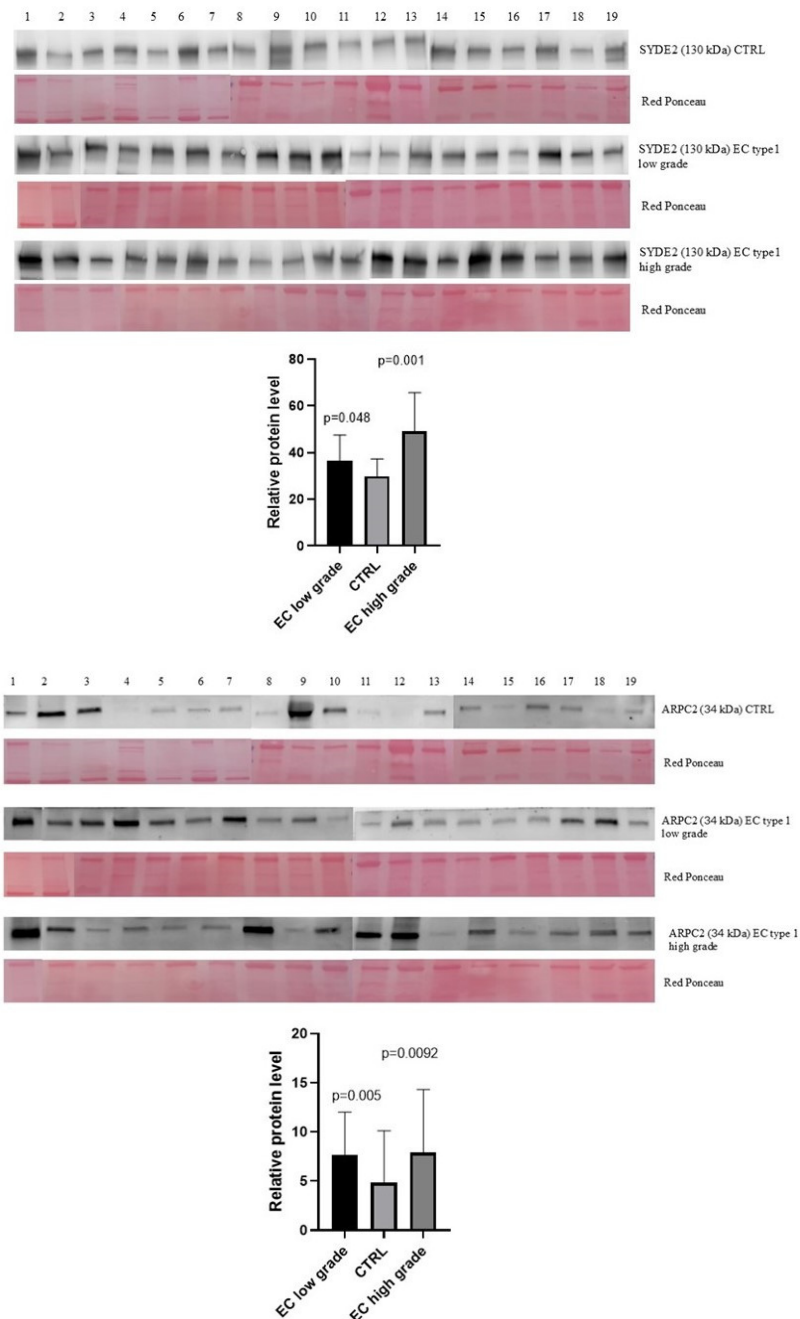 1 2 3 4 5 6 7 8 9 10 11 12 13 14 15 16 17 18 19
SYDE2 (130 kDa) CTRL
Red Ponceau
SYDE2 (130 kDa) EC type1
low grade
Red Ponceau
SYDE2 (130 kDa) EC type1
high grade
Red Ponceau
80
60
40
20
0
Relative protein level
p=0.048
p=0.001
EC low grade
CTRL
EC high grade
1 2 3 4 5 6 7 8 9 10 11 12 13 14 15 16 17 18 19
ARPC2 (34 kDa) CTRL
Red Ponceau
ARPC2 (34 kDa) EC type 1
low grade
Red Ponceau
ARPC2 (34 kDa) EC type 1
high grade
Red Ponceau
20
15
10
5
0
Relative protein level
p=0.005
p=0.0092
EC low grade
CTRL
EC high grade